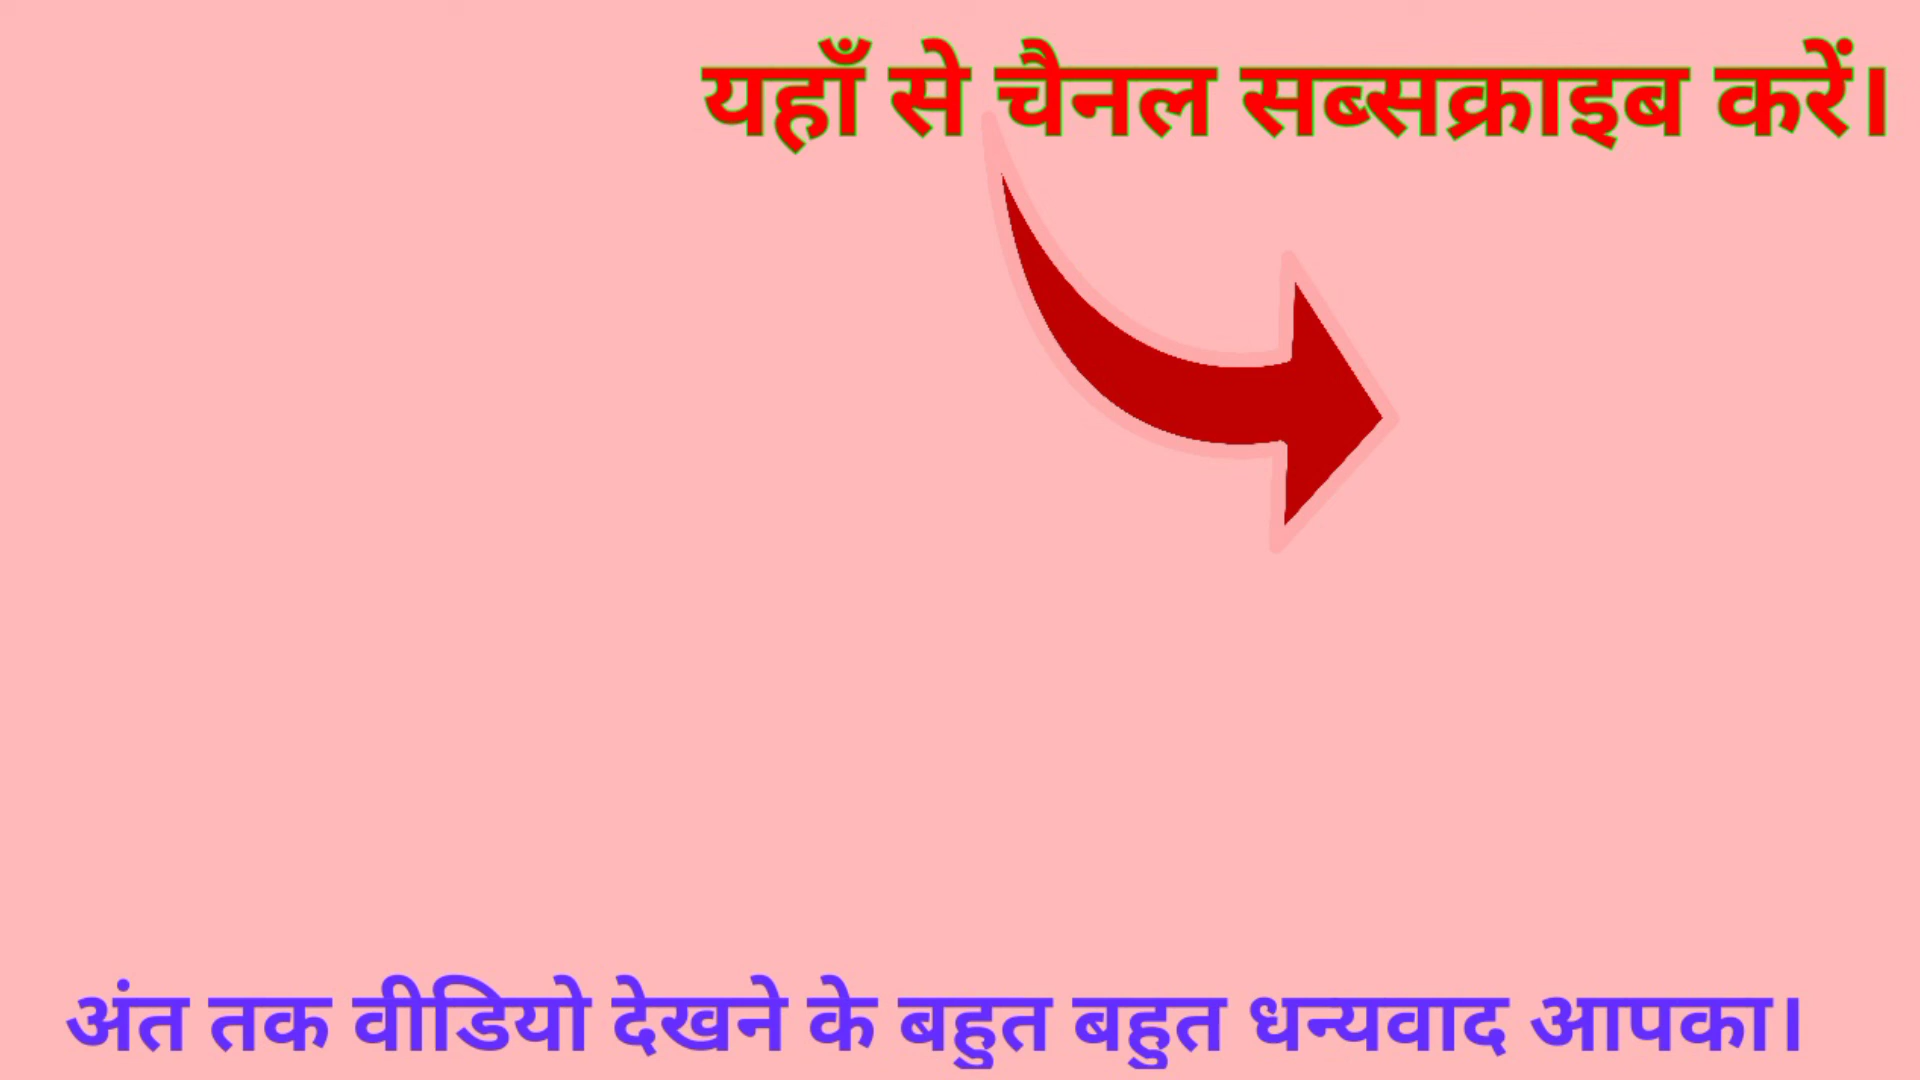 यहाँ से चैनल सब्सक्राइब करें।
अंत तक वीडियो देखने के बहुत बहुत धन्यवाद आपका।